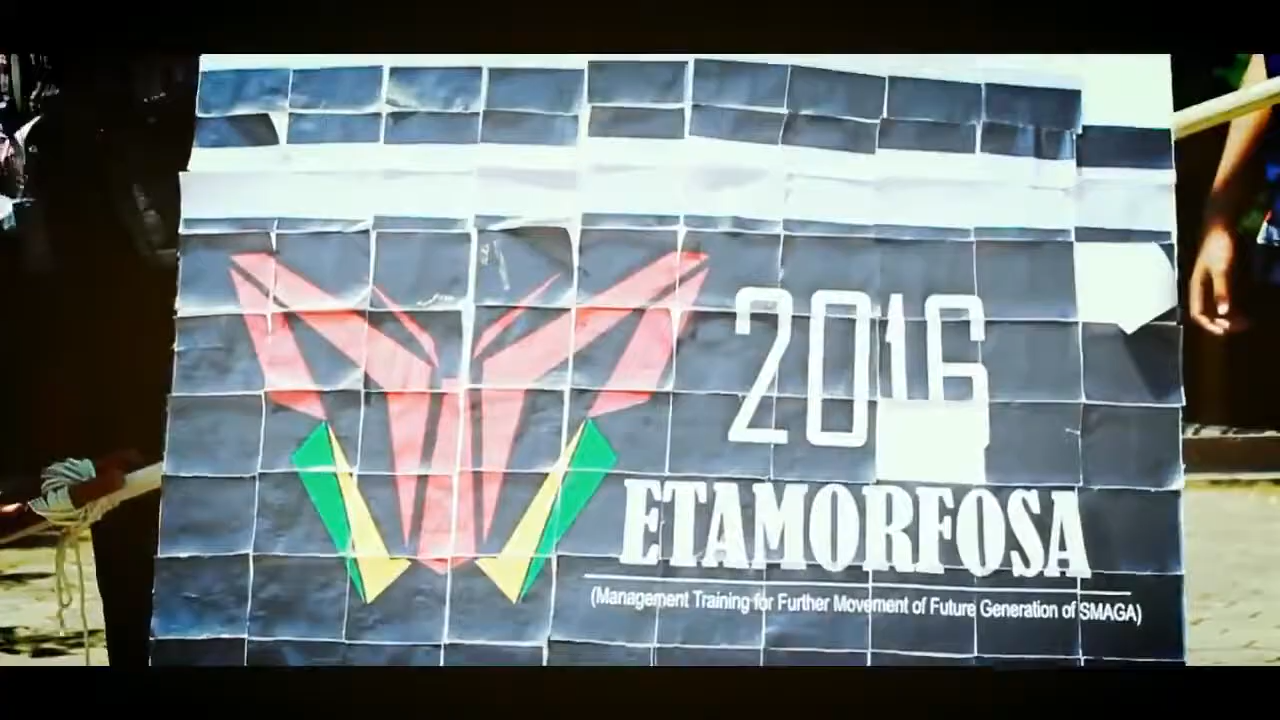 2016
ETAMORFOSA
(Management Training for Further Movement of Future Generation of SMAGA)